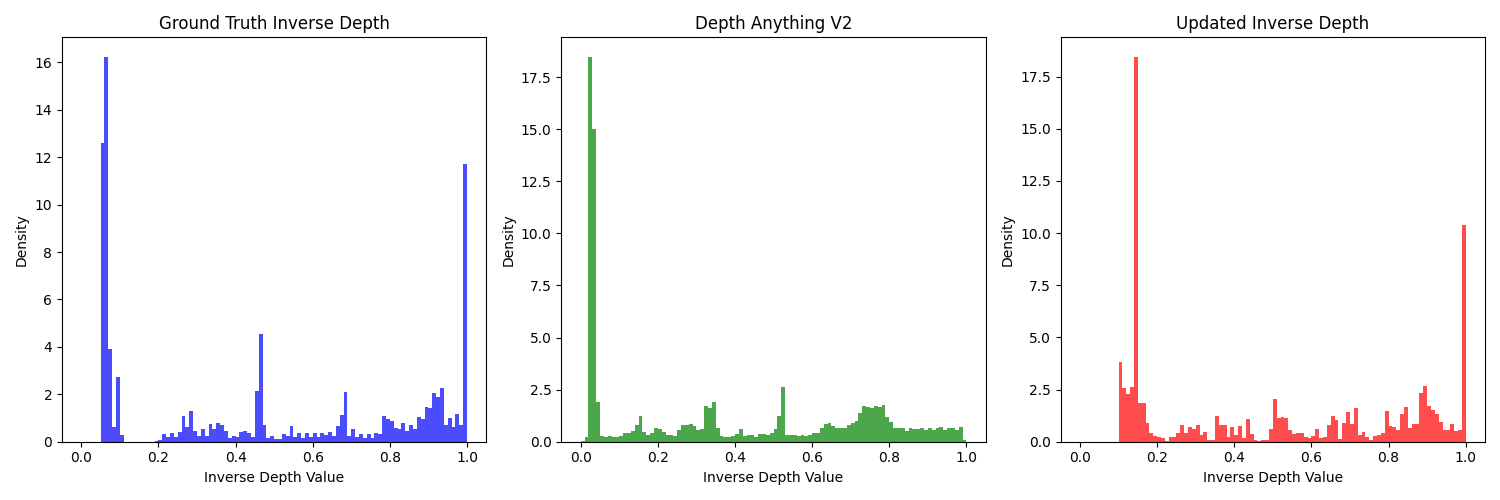 Ground Truth Inverse Depth
Density
16
14
12
10
8
6
4
2
0
0.0 0.2 0.4 0.6 0.8 1.0
Inverse Depth Value
Depth Anything V2
Density
17.5
15.0
12.5
10.0
7.5
5.0
2.5
0.0
0.0 0.2 0.4 0.6 0.8 1.0
Inverse Depth Value
Updated Inverse Depth
Density
17.5
15.0
12.5
10.0
7.5
5.0
2.5
0.0
0.0 0.2 0.4 0.6 0.8 1.0
Inverse Depth Value